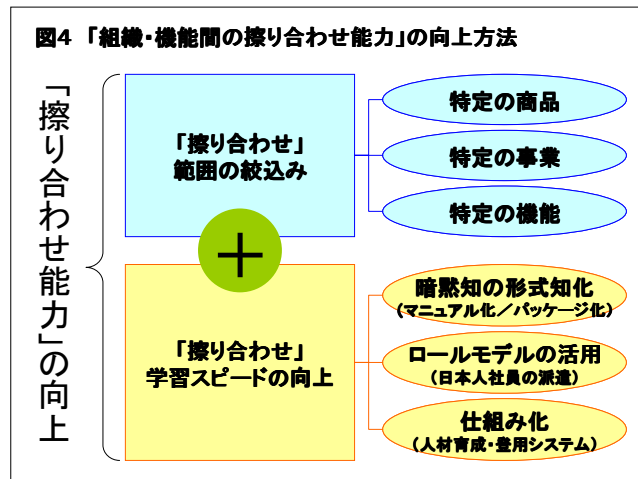 図4 「組織・機能間の擦り合わせ能力」の向上方法
「擦り合わせ能力」の向上
「擦り合わせ」
範囲の絞込み
特定の商品
特定の事業
特定の機能
＋
「擦り合わせ」
学習スピードの向上
暗黙知の形式知化
(マニュアル化／パッケージ化)
ロールモデルの活用
(日本人社員の派遣)
仕組み化
(人材育成・登用システム)